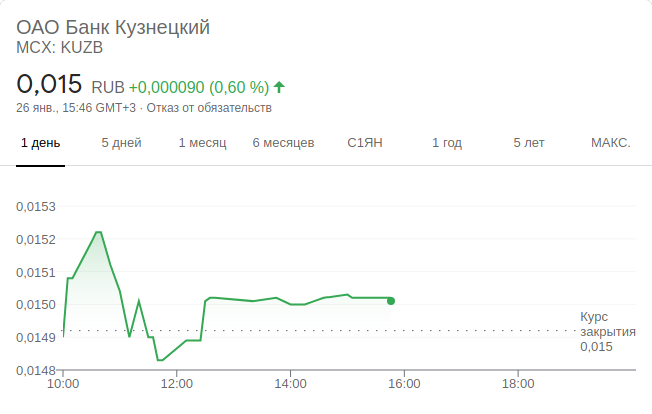 ОАО Банк Кузнецкий
MCX: KUZB
0,015 RUB +0,000090 (0,60 %)
26 янв., 15:46 GMT+3 · Отказ от обязательств
1 день 5 дней 1 месяц 6 месяцев С1ЯН 1 год 5 лет МАКС.
0,0153
0,0152
0,0151
0,0150
0,0149
0,0148
Курс
закрытия
0,015
10:00 12:00 14:00 16:00 18:00